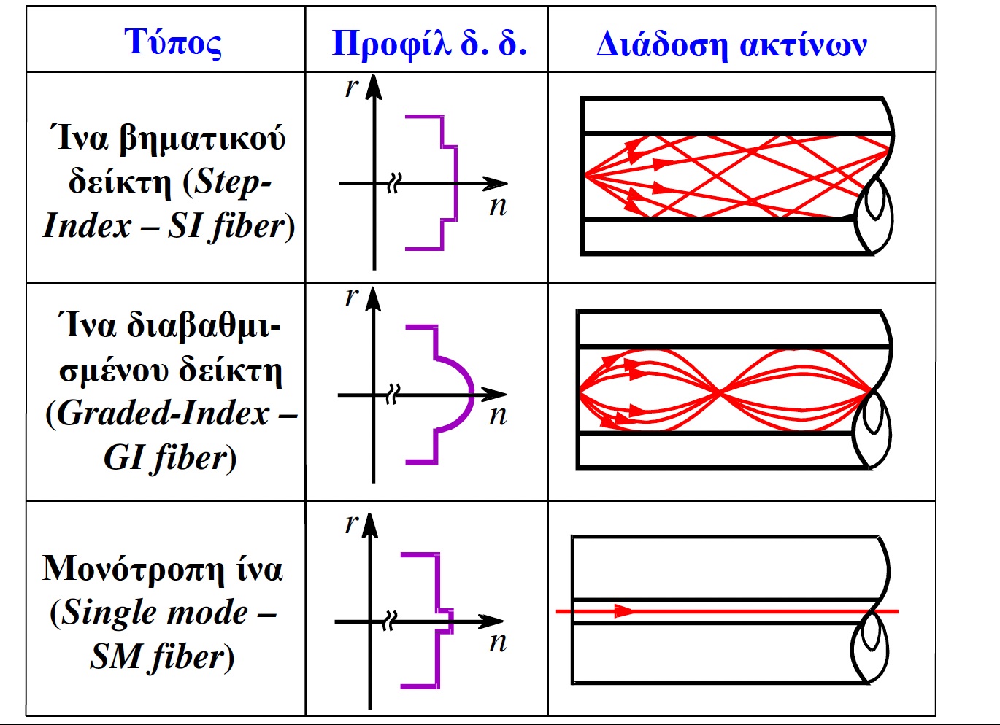 Τύπος
Προφίλ δ. δ.
Διάδοση ακτίνων
Ίνα βηματικού
δείκτη (Step-
Index – SI fiber)
r
n
Ίνα διαβαθμι-
σμένου δείκτη
(Graded-Index –
GI fiber)
r
n
Μονότροπη ίνα
(Single mode –
SM fiber)
r
n